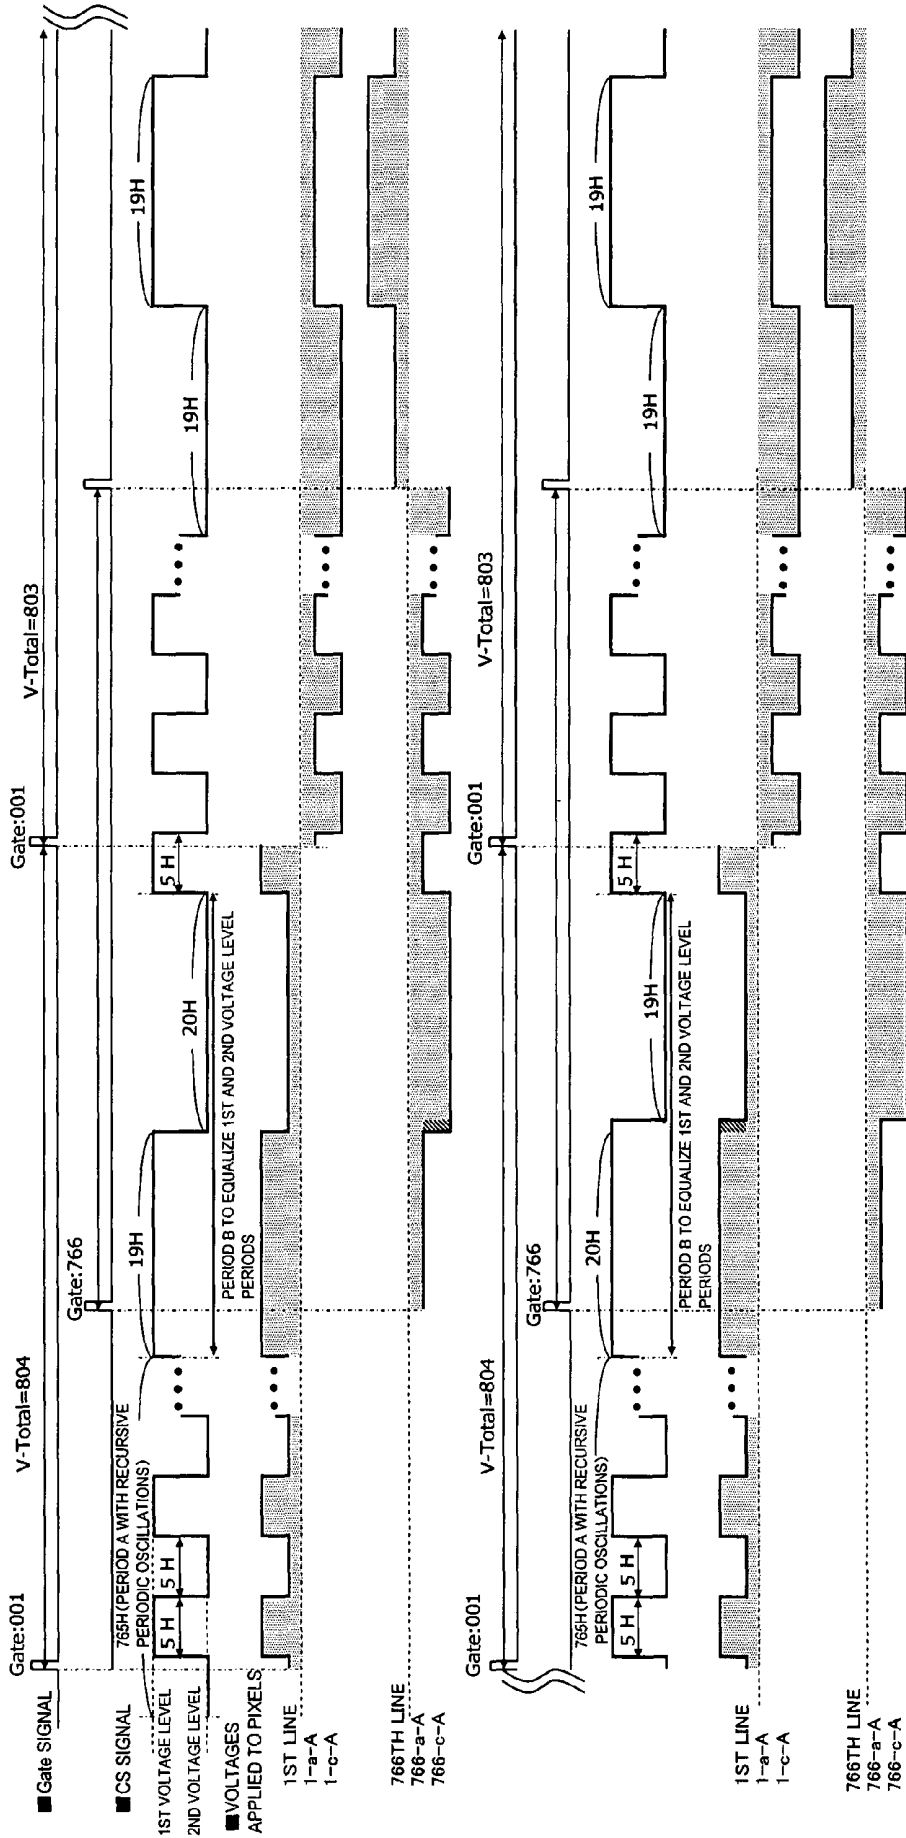 ■Gate SIGNAL
Gate:001
V-Total=804
Gate:766
Gate:001
V-Total=803
■CS SIGNAL
765H(PERIOD A WITH RECURSIVE
PERIODIC OSCILLATIONS)
1ST VOLTAGE LEVEL
2ND VOLTAGE LEVEL
5 H
5 H
19H
20H
5 H
19H
19H
PERIOD B TO EQUALIZE 1ST AND 2ND VOLTAGE LEVEL
PERIODS
■VOLTAGES
APPLIED TO PIXELS
1ST LINE
1-a-A
1-c-A
766TH LINE
766-a-A
766-c-A
Gate:001
V-Total=804
Gate:766
Gate:001
V-Total=803
765H(PERIOD A WITH RECURSIVE
PERIODIC OSCILLATIONS)
5 H
5 H
20H
19H
5 H
19H
19H
PERIOD B TO EQUALIZE 1ST AND 2ND VOLTAGE LEVEL
PERIODS
1ST LINE
1-a-A
1-c-A
766TH LINE
766-a-A
766-c-A